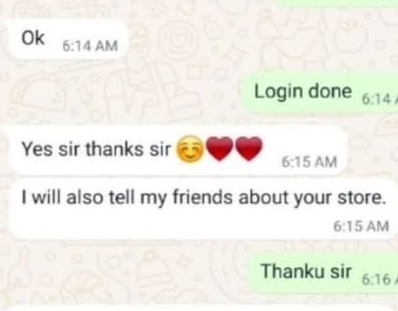 Ok 6:14 AM
Login done 6:14
Yes sir thanks sir ☺️❤️❤️
6:15 AM
I will also tell my friends about your store.
6:15 AM
Thanku sir 6:16